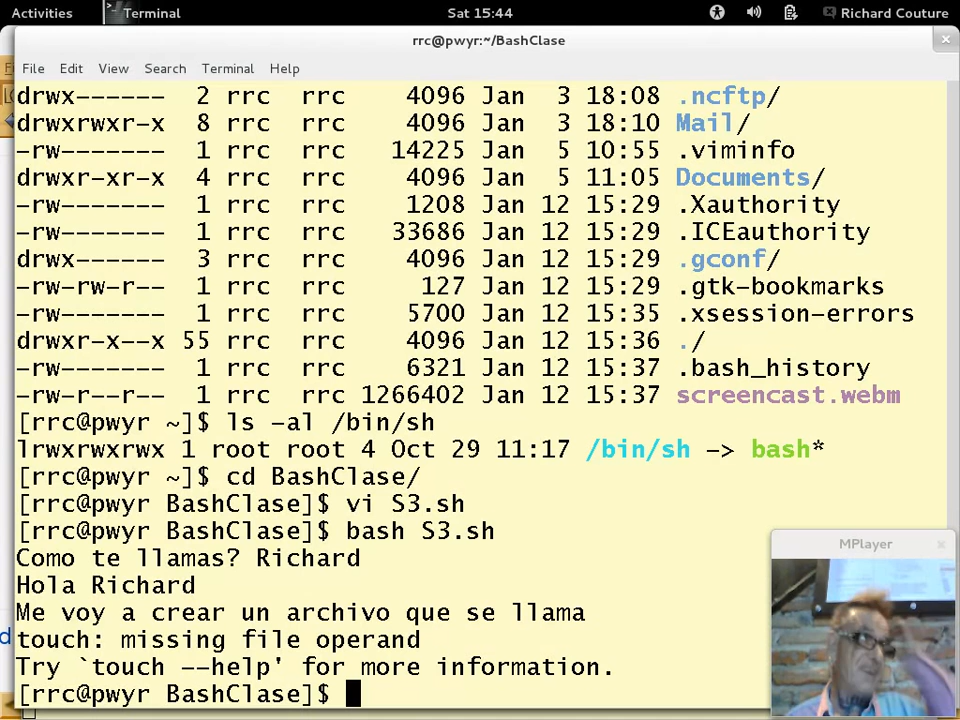 Activities
Terminal
Sat 15:44
Richard Couture
rrc@pwyr:~/BashClase
File Edit View Search Terminal Help
drwx------ 2 rrc rrc 4096 Jan 3 18:08 .ncftp/
drwxrwxr-x 8 rrc rrc 4096 Jan 3 18:10 Mail/
-rw------- 1 rrc rrc 14225 Jan 5 10:55 .viminfo
drwxr-xr-x 4 rrc rrc 4096 Jan 5 11:05 Documents/
-rw------- 1 rrc rrc 1208 Jan 12 15:29 .Xauthority
-rw------- 1 rrc rrc 33686 Jan 12 15:29 .ICEauthority
drwx------ 3 rrc rrc 4096 Jan 12 15:29 .gconf/
-rw-rw-r-- 1 rrc rrc 127 Jan 12 15:29 .gtk-bookmarks
-rw------- 1 rrc rrc 5700 Jan 12 15:35 .xsession-errors
drwxr-x--x 55 rrc rrc 4096 Jan 12 15:36 ./
-rw------- 1 rrc rrc 6321 Jan 12 15:37 .bash_history
-rw-r--r-- 1 rrc rrc 1266402 Jan 12 15:37 screencast.webm
[rrc@pwyr ~]$ ls -al /bin/sh
lrwxrwxrwx 1 root root 4 Oct 29 11:17 /bin/sh -> bash*
[rrc@pwyr ~]$ cd BashClase/
[rrc@pwyr BashClase]$ vi S3.sh
[rrc@pwyr BashClase]$ bash S3.sh
Como te llamas? Richard
Hola Richard
Me voy a crear un archivo que se llama
touch: missing file operand
Try `touch --help' for more information.
[rrc@pwyr BashClase]$
MPlayer